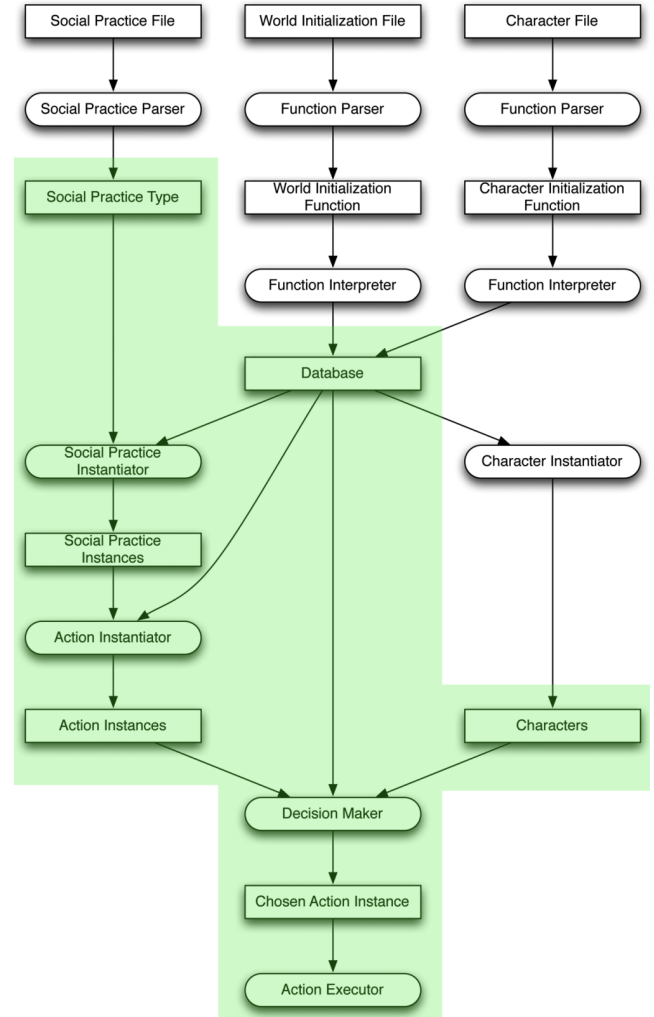 Social Practice File
World Initialization File
Character File
Social Practice Parser
Function Parser
Function Parser
Social Practice Type
World Initialization
Function
Character Initialization
Function
Function Interpreter
Function Interpreter
Database
Social Practice
Instantiator
Character Instantiator
Social Practice
Instances
Action Instantiator
Action Instances
Characters
Decision Maker
Chosen Action Instance
Action Executor